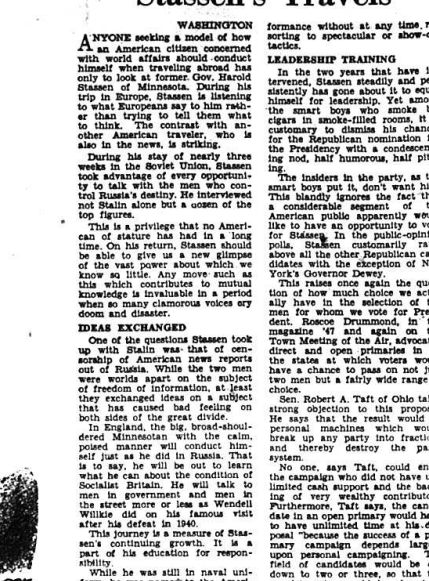 Stassen's Travels
WASHINGTON
ANYONE seeking a model of how
an American citizen concerned
with world affairs should conduct
himself when traveling abroad has
only to look at former Gov. Harold
Stassen of Minnesota. During his
trip in Europe, Stassen is listening
to what Europeans say to him rath-
er than trying to tell them what
to think. The contrast with an-
other American traveler, who is
also in the news, is striking.
During his stay of nearly three
weeks in the Soviet Union, Stassen
took advantage of every opportuni-
ty to talk with the men who con-
trol Russia's destiny. He interviewed
not Stalin alone but a dozen of the
top figures.
This is a privilege that no Ameri-
can of stature has had in a long
time. On his return, Stassen should
be able to give us a new glimpse
of the vast power about which we
know so little. Any move such as
this which contributes to mutual
knowledge is invaluable in a period
when so many clamorous voices cry
doom and disaster.
IDEAS EXCHANGED
One of the questions Stassen took
up with Stalin was that of cen-
sorship of American news reports
out of Russia. While the two men
were worlds apart on the subject
of freedom of information, at least
they exchanged ideas on a subject
that has caused bad feeling on
both sides of the great divide.
In England, the big, broad-shoul-
dered Minnesotan with the calm,
poised manner will conduct him-
self just as he did in Russia. That
is to say, he will be out to learn
what he can about the condition of
Socialist Britain. He will talk to
men in government and men in
the street more or less as Wendell
Willkie did on his famous visit
after his defeat in 1940.
This journey is a measure of Stas-
sen's continuing growth. It is a
part of his education for respon-
sibility.
While he was still in naval uni-
formance without at any time
sorting to spectacular or show-
tactics.
LEADERSHIP TRAINING
In the two years that have
tervened, Stassen steadily and pe
sistently has gone about it to equ
himself for leadership. Yet amo
the smart boys who smoke
cigars in smoke-filled rooms, it
customary to dismiss his chan
for the Republican nomination
the Presidency with a condescen
ing nod, half humorous, half pit
ing.
The insiders in the party, as
smart boys put it, don't want hi
This blandly ignores the fact th
a considerable segment of
American public apparently wou
like to have an opportunity to vo
for Stassen. In the public-opini
polls, Stassen customarily ra
above all the other Republican ca
didates with the exception of N
York's Governor Dewey.
This raises once again the qu
tion of how much choice we act
ally have in the selection of
men for whom we vote for Pre
dent. Roscoe Drummond, in
magazine '47 and again on
Town Meeting of the Air, advocat
direct and open primaries in
the states at which voters wou
have a chance to pass on not j
two men but a fairly wide range
choice.
Sen. Robert A. Taft of Ohio tal
strong objection to this propo
He says that the result would
personal machines which wou
break up any party into fracti
and thereby destroy the pa
system.
No one, says Taft, could en
the campaign who did not have
limited cash support and the ba
ing of very wealthy contribut
Furthermore, Taft says, the can
date in an open primary would h
to have unlimited time at his d
posal "because the success of a p
mary campaign depends larg
upon personal campaigning. T
field of candidates would be
down to two or three, so that